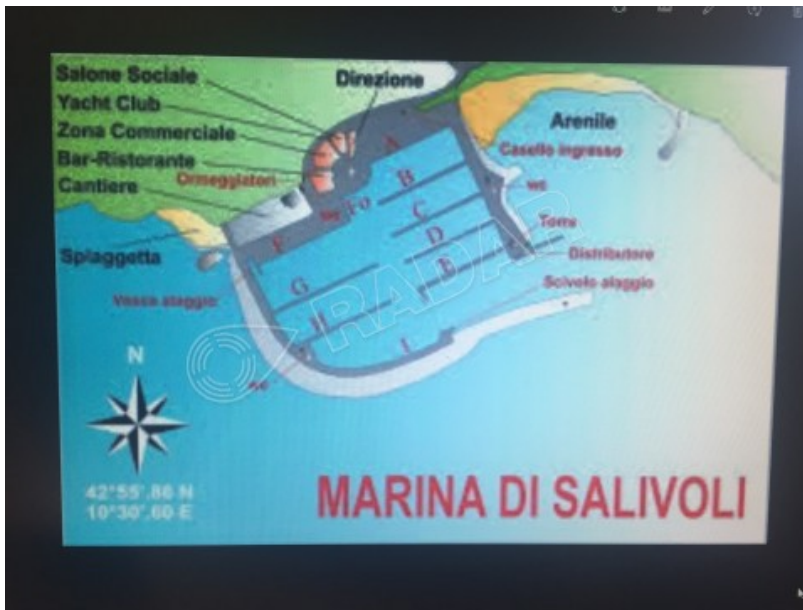 Salone Sociale
Yacht Club
Zona Commerciale
Bar-Ristorante
Cantiere
Spiaggetta
Direzione
Ormeggiatori
Arenile
Casello ingresso
wc
Torre
Distributore
Scivolo alaggio
Vasca alaggio
wc
A
B
C
D
E
F
G
H
I
RADAR
N
42°55'.86 N
10°30'.60 E
MARINA DI SALIVOLI